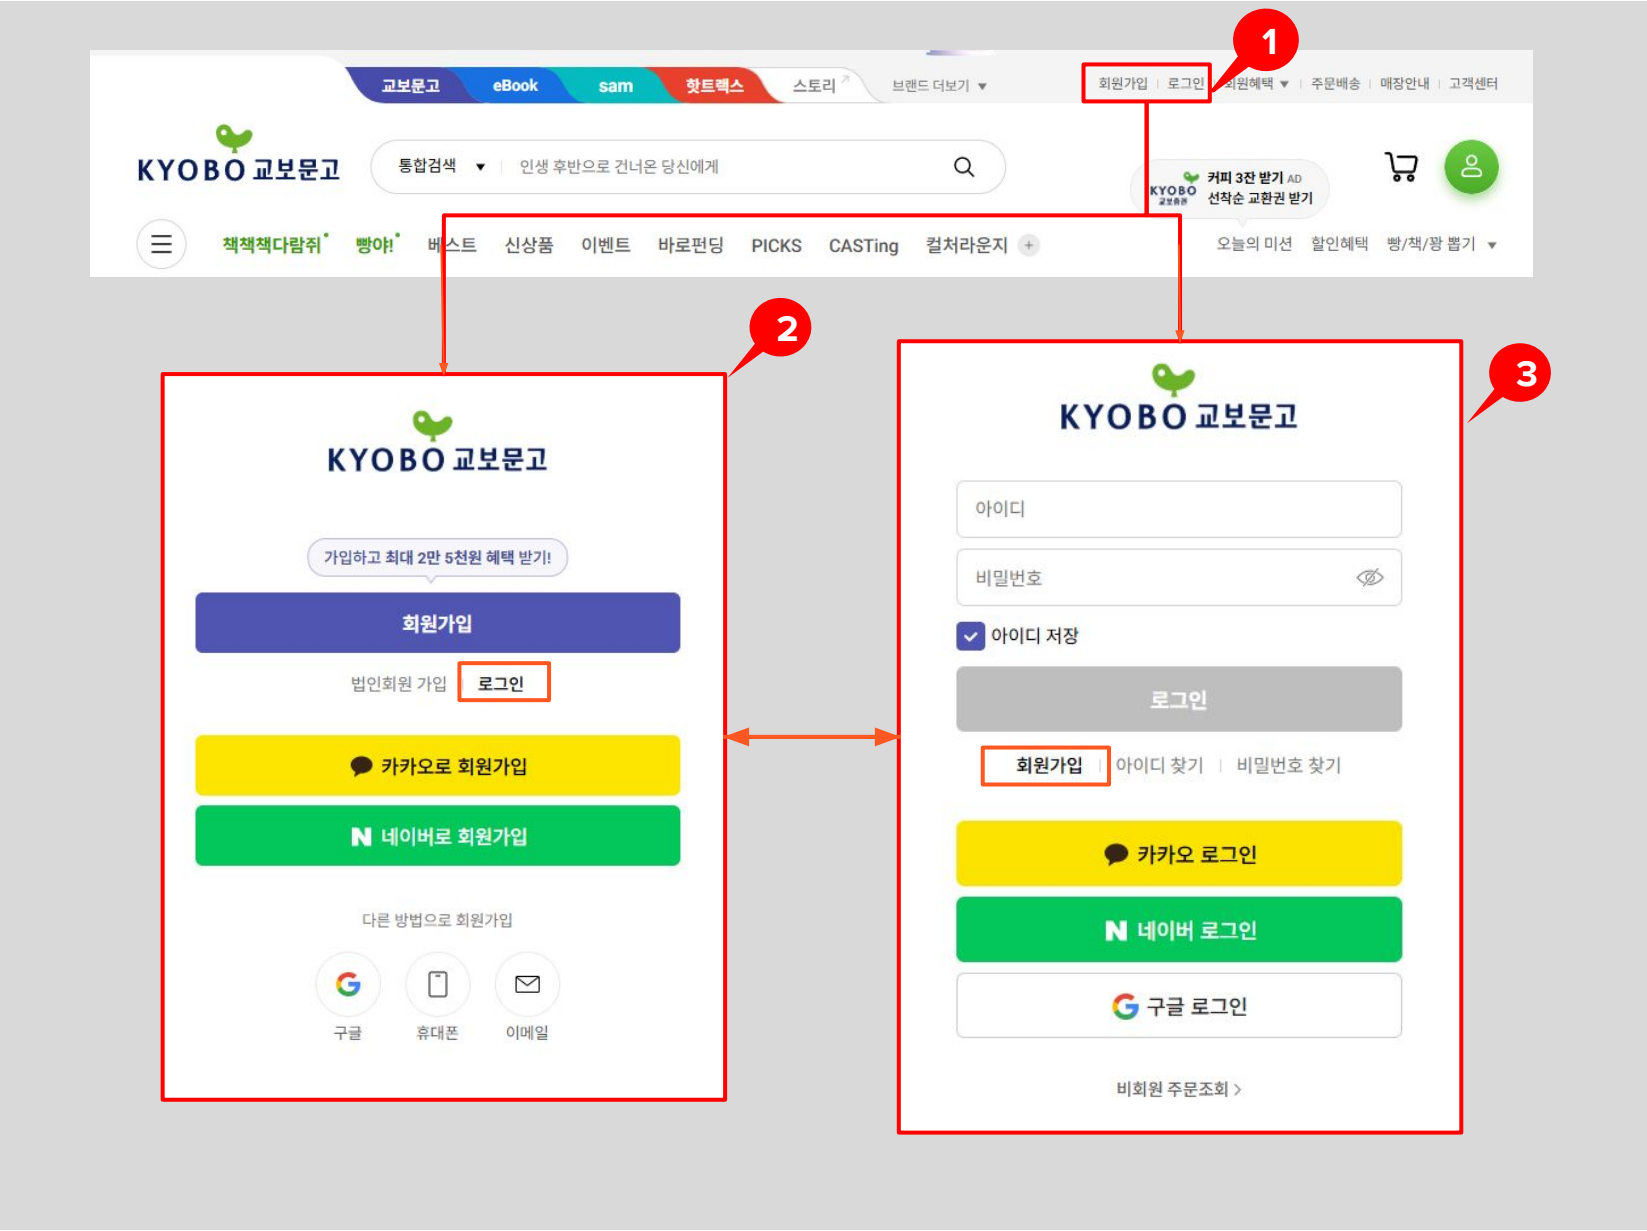 1
교보문고 eBook sam 핫트랙스 스토리 브랜드 더보기 회원가입 로그인 회원혜택 주문배송 매장안내 고객센터
KYOBO 교보문고 통합검색 인생 후반으로 건너온 당신에게
커피 3잔 받기 AD
KYOBO 교보증권 선착순 교환권 받기
책책책다람쥐 빵야! 베스트 신상품 이벤트 바로펀딩 PICKS CASTing 컬처라운지 + 오늘의 미션 할인혜택 빵/책/꽝 뽑기
2
KYOBO 교보문고
가입하고 최대 2만 5천원 혜택 받기!
회원가입
법인회원 가입 로그인
카카오로 회원가입
N 네이버로 회원가입
다른 방법으로 회원가입
G
구글 휴대폰 이메일
3
KYOBO 교보문고
아이디
비밀번호
아이디 저장
로그인
회원가입 아이디 찾기 비밀번호 찾기
카카오 로그인
N 네이버 로그인
G 구글 로그인
비회원 주문조회 >